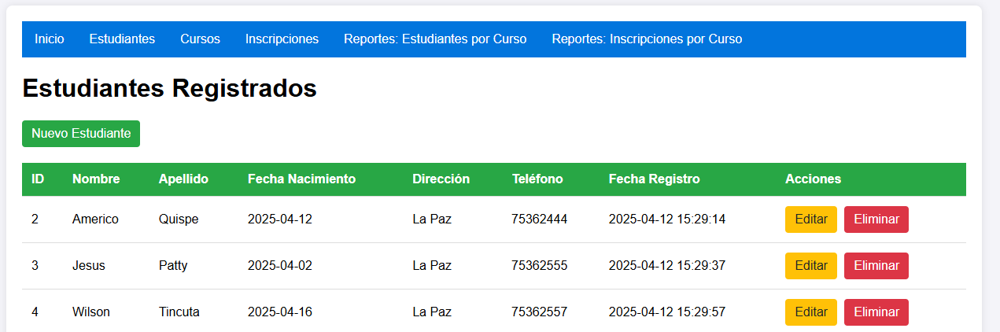 Inicio Estudiantes Cursos Inscripciones Reportes: Estudiantes por Curso Reportes: Inscripciones por Curso
Estudiantes Registrados
Nuevo Estudiante
ID Nombre Apellido Fecha Nacimiento Dirección Teléfono Fecha Registro Acciones
2 Americo Quispe 2025-04-12 La Paz 75362444 2025-04-12 15:29:14 Editar Eliminar
3 Jesus Patty 2025-04-02 La Paz 75362555 2025-04-12 15:29:37 Editar Eliminar
4 Wilson Tincuta 2025-04-16 La Paz 75362557 2025-04-12 15:29:57 Editar Eliminar